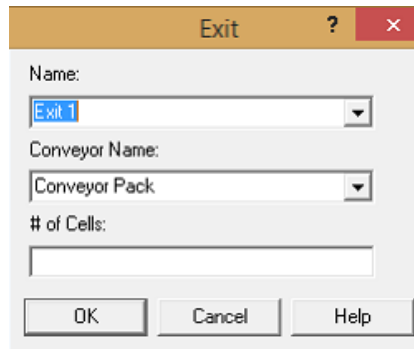 Exit ? ×
Name:
Exit 1
Conveyor Name:
Conveyor Pack
# of Cells:
OK Cancel Help